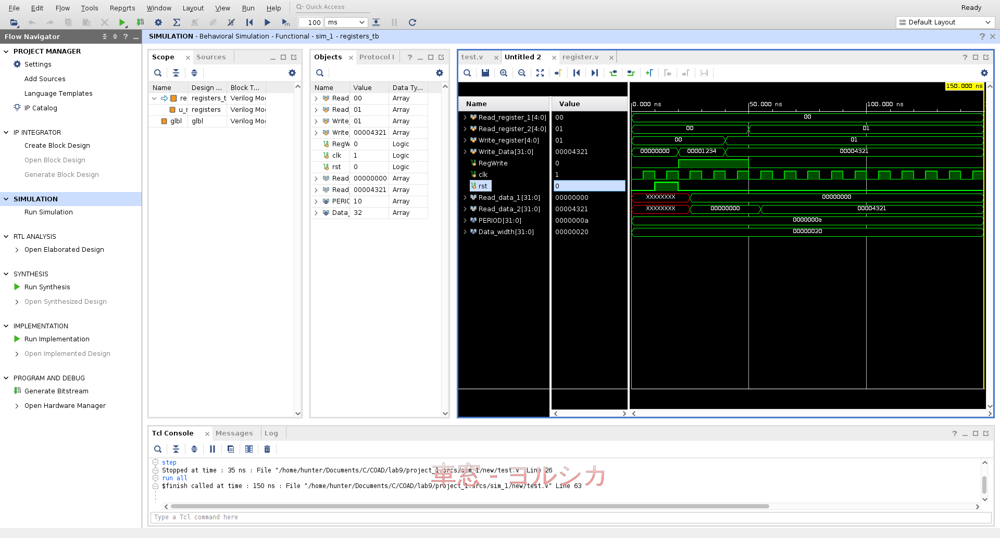 File Edit Flow Tools Reports Window Layout View Run Help Quick Access Ready
100 ms Default Layout
Flow Navigator
SIMULATION - Behavioral Simulation - Functional - sim_1 - registers_tb
PROJECT MANAGER
Settings
Add Sources
Language Templates
IP Catalog
IP INTEGRATOR
Create Block Design
Open Block Design
Generate Block Design
SIMULATION
Run Simulation
RTL ANALYSIS
Open Elaborated Design
SYNTHESIS
Run Synthesis
Open Synthesized Design
IMPLEMENTATION
Run Implementation
Open Implemented Design
PROGRAM AND DEBUG
Generate Bitstream
Open Hardware Manager
Scope Sources
Name Design ... Block T...
re registers_t Verilog Mo
u_r registers Verilog Mo
glbl glbl Verilog Mo
Objects Protocol I
Name Value Data Ty...
Read_ 00 Array
Read_ 01 Array
Write_ 01 Array
Write_ 00004321 Array
RegW 0 Logic
clk 1 Logic
rst 0 Logic
Read_ 00000000 Array
Read_ 00004321 Array
PERIC 10 Array
Data_ 32 Array
test.v Untitled 2 register.v
150.000 ns
Name Value 0.000 ns 50.000 ns 100.000 ns
Read_register_1[4:0] 00 00
Read_register_2[4:0] 01 00 01
Write_register[4:0] 01 00 01
Write_Data[31:0] 00004321 00000000 00001234 00004321
RegWrite 0
clk 1
rst 0
Read_data_1[31:0] 00000000 XXXXXXXX 00000000
Read_data_2[31:0] 00004321 XXXXXXXX 00000000 00004321
PERIOD[31:0] 0000000a 0000000a
Data_width[31:0] 00000020 00000020
Tcl Console Messages Log
step
Stopped at time : 35 ns : File "/home/hunter/Documents/C/COAD/lab9/project_1.srcs/sim_1/new/test.v" Line 26
run all
$finish called at time : 150 ns : File "/home/hunter/Documents/C/COAD/lab9/project_1.srcs/sim_1/new/test.v" Line 63
車窓 - ヨルシカ
Type a Tcl command here